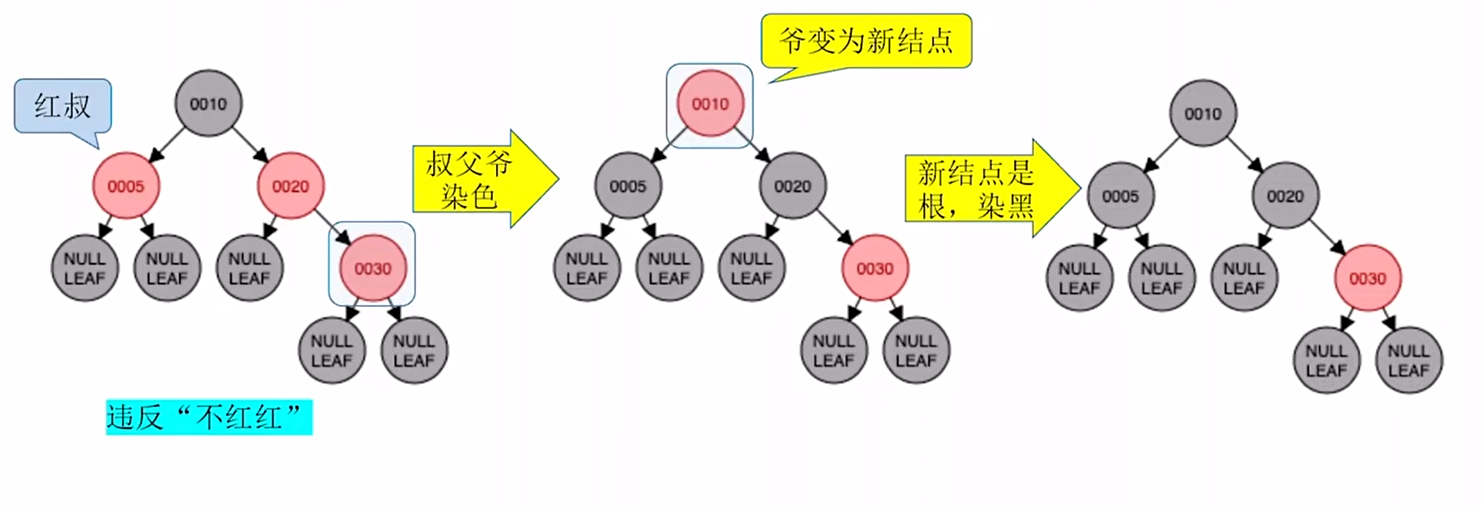 爷变为新结点
红叔
0010
0005
0020
NULL
LEAF
NULL
LEAF
NULL
LEAF
0030
NULL
LEAF
NULL
LEAF
违反“不红红”
叔父爷
染色
0010
0005
0020
NULL
LEAF
NULL
LEAF
NULL
LEAF
0030
NULL
LEAF
NULL
LEAF
新结点是
根，染黑
0010
0005
0020
NULL
LEAF
NULL
LEAF
NULL
LEAF
0030
NULL
LEAF
NULL
LEAF